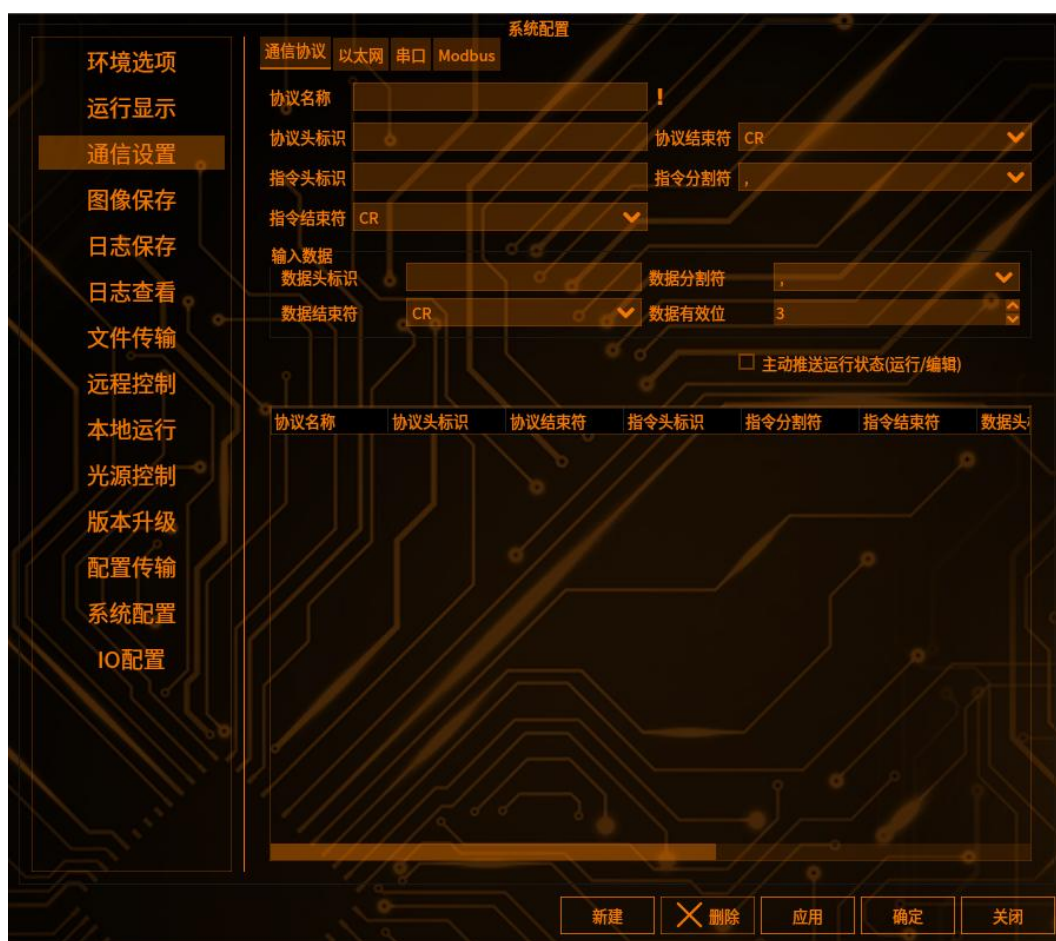 系统配置
环境选项
运行显示
通信设置
图像保存
日志保存
日志查看
文件传输
远程控制
本地运行
光源控制
版本升级
配置传输
系统配置
IO配置
通信协议 以太网 串口 Modbus
协议名称 !
协议头标识 协议结束符 CR
指令头标识 指令分割符 ,
指令结束符 CR
输入数据
数据头标识 数据分割符 ,
数据结束符 CR 数据有效位 3
主动推送运行状态(运行/编辑)
协议名称 协议头标识 协议结束符 指令头标识 指令分割符 指令结束符 数据头
新建 删除 应用 确定 关闭